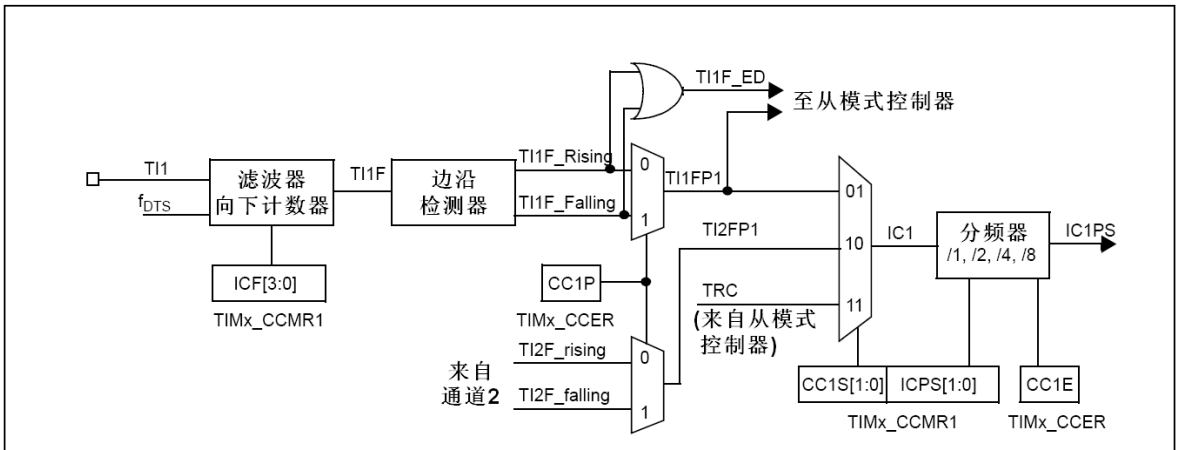 TI1F_ED
至从模式控制器
TI1
f_DTS
滤波器
向下计数器
TI1F
边沿
检测器
TI1F_Rising
TI1F_Falling
0
1
TI1FP1
TI2FP1
TRC
(来自从模式
控制器)
01
10
11
IC1
分频器
/1, /2, /4, /8
IC1PS
ICF[3:0]
TIMx_CCMR1
CC1P
TIMx_CCER
来自
通道2
TI2F_rising
TI2F_falling
0
1
CC1S[1:0]
ICPS[1:0]
TIMx_CCMR1
CC1E
TIMx_CCER